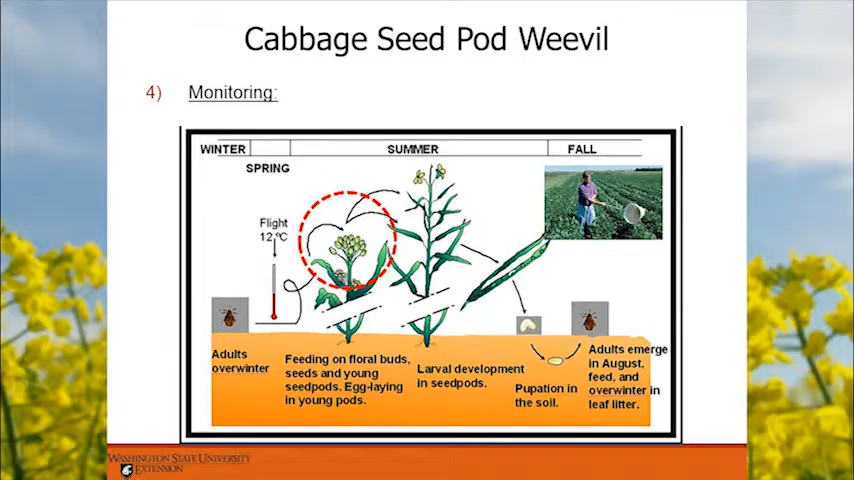 Cabbage Seed Pod Weevil
4) Monitoring:
WINTER SUMMER FALL
SPRING
Flight
12 ºC
Adults
overwinter
Feeding on floral buds,
seeds and young
seedpods. Egg-laying
in young pods.
Larval development
in seedpods.
Pupation in
the soil.
Adults emerge
in August,
feed, and
overwinter in
leaf litter.
WASHINGTON STATE UNIVERSITY
EXTENSION